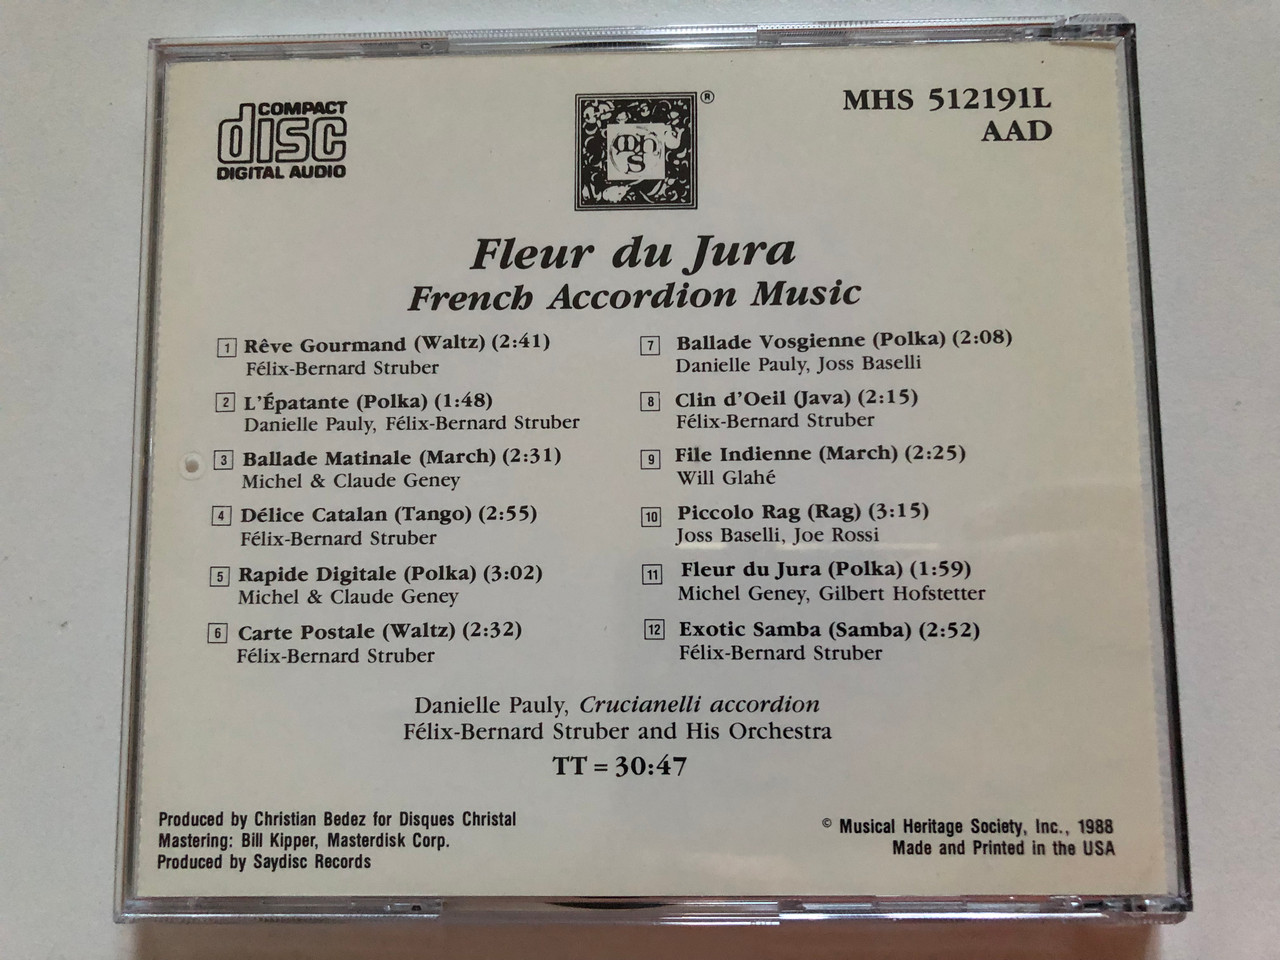 COMPACT
disc
DIGITAL AUDIO
mhs
®
MHS 512191L
AAD
Fleur du Jura
French Accordion Music
1 Rêve Gourmand (Waltz) (2:41)
Félix-Bernard Struber
2 L'Épatante (Polka) (1:48)
Danielle Pauly, Félix-Bernard Struber
3 Ballade Matinale (March) (2:31)
Michel & Claude Geney
4 Délice Catalan (Tango) (2:55)
Félix-Bernard Struber
5 Rapide Digitale (Polka) (3:02)
Michel & Claude Geney
6 Carte Postale (Waltz) (2:32)
Félix-Bernard Struber
7 Ballade Vosgienne (Polka) (2:08)
Danielle Pauly, Joss Baselli
8 Clin d'Oeil (Java) (2:15)
Félix-Bernard Struber
9 File Indienne (March) (2:25)
Will Glahé
10 Piccolo Rag (Rag) (3:15)
Joss Baselli, Joe Rossi
11 Fleur du Jura (Polka) (1:59)
Michel Geney, Gilbert Hofstetter
12 Exotic Samba (Samba) (2:52)
Félix-Bernard Struber
Danielle Pauly, Crucianelli accordion
Félix-Bernard Struber and His Orchestra
TT = 30:47
Produced by Christian Bedez for Disques Christal
Mastering: Bill Kipper, Masterdisk Corp.
Produced by Saydisc Records
© Musical Heritage Society, Inc., 1988
Made and Printed in the USA